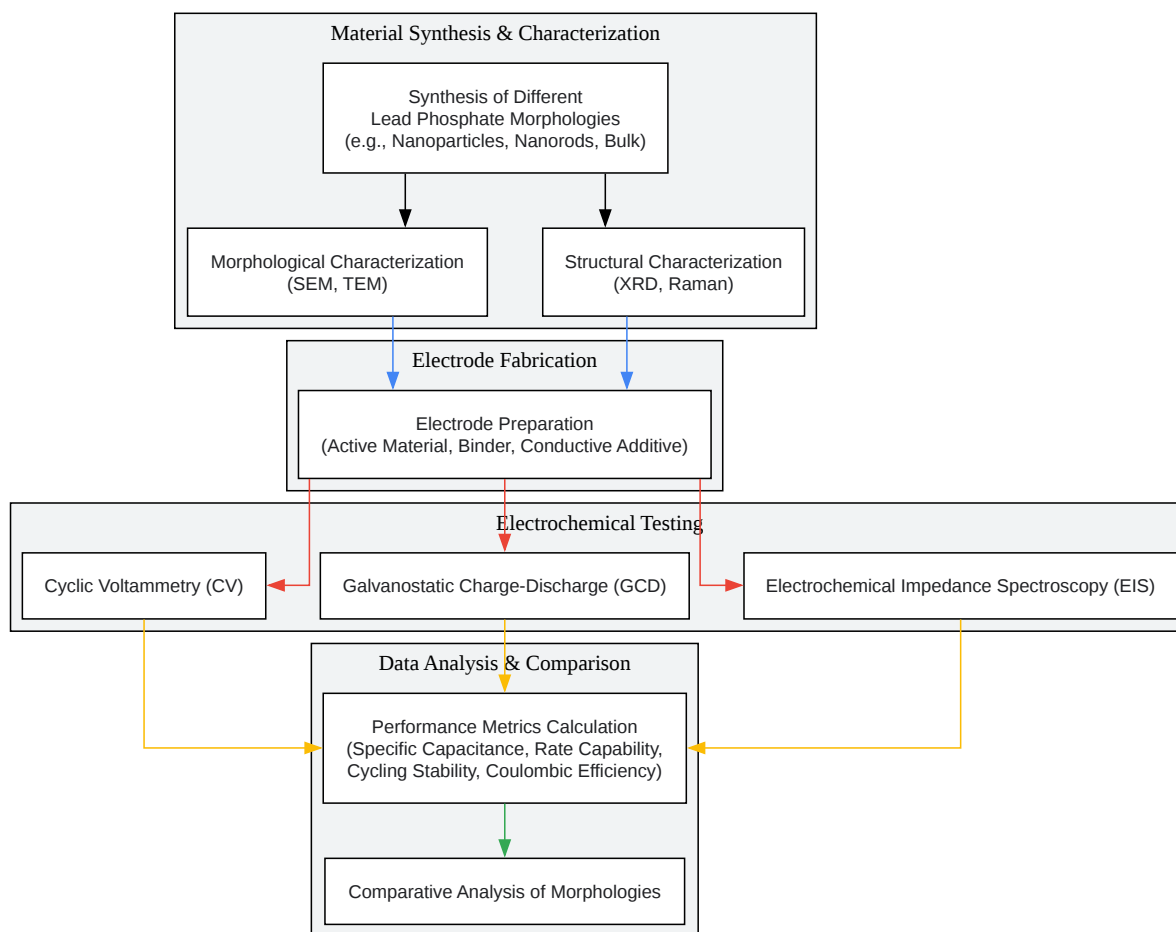 Material Synthesis & Characterization
Synthesis of Different
Lead Phosphate Morphologies
(e.g., Nanoparticles, Nanorods, Bulk)
Morphological Characterization
(SEM, TEM)
Structural Characterization
(XRD, Raman)
Electrode Fabrication
Electrode Preparation
(Active Material, Binder, Conductive Additive)
Electrochemical Testing
Cyclic Voltammetry (CV)
Galvanostatic Charge-Discharge (GCD)
Electrochemical Impedance Spectroscopy (EIS)
Data Analysis & Comparison
Performance Metrics Calculation
(Specific Capacitance, Rate Capability,
Cycling Stability, Coulombic Efficiency)
Comparative Analysis of Morphologies